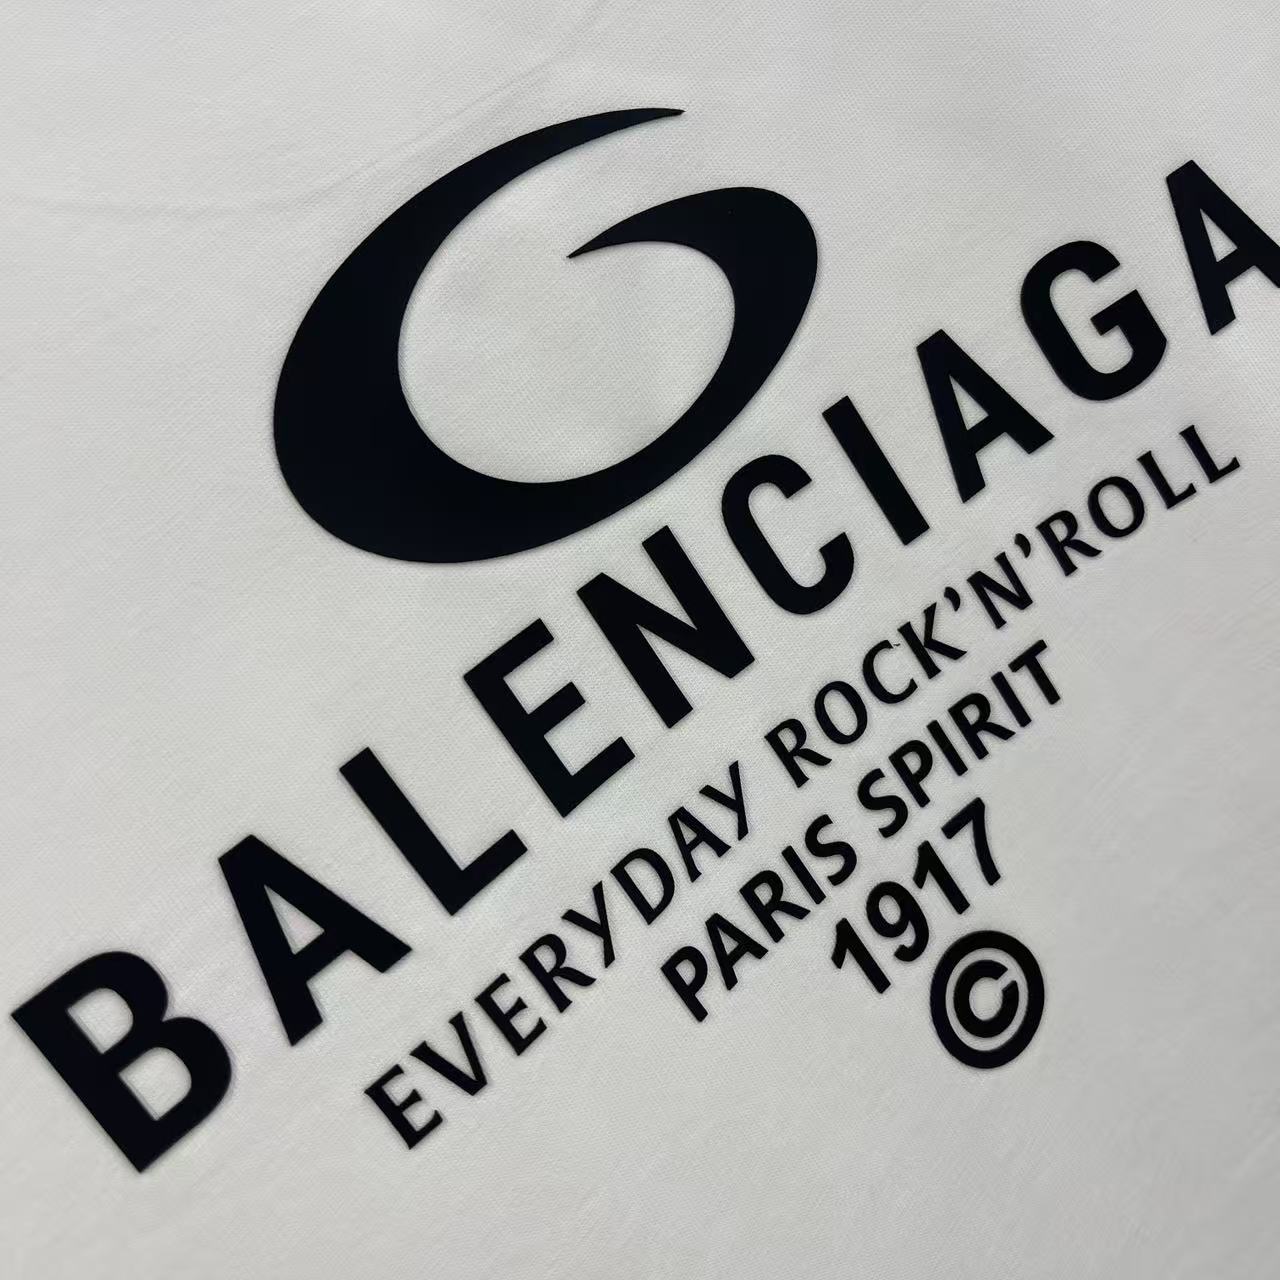 BALENCIAGA
EVERYDAY ROCK’N’ROLL
PARIS SPIRIT
1917
©